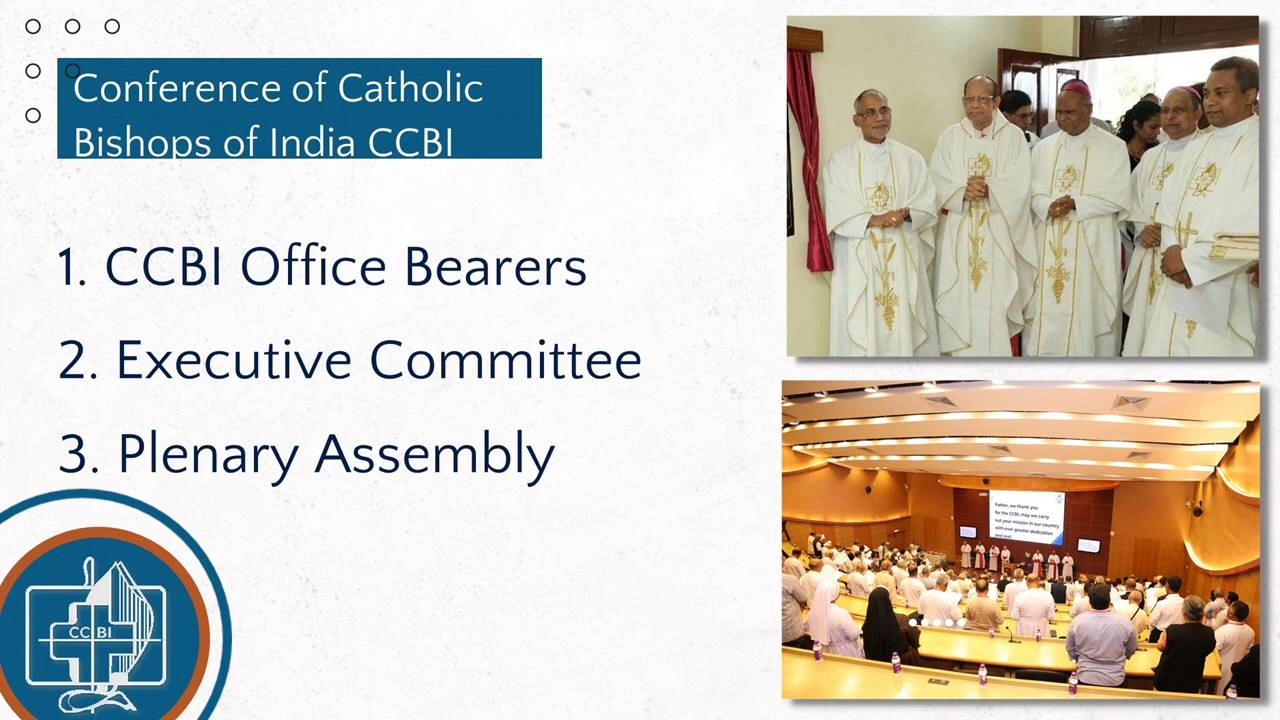 Conference of Catholic
Bishops of India CCBI
1. CCBI Office Bearers
2. Executive Committee
3. Plenary Assembly
CCBI
Father, we thank you
for the CCBI, may we carry
out your mission in our country
with ever greater dedication
and zeal.